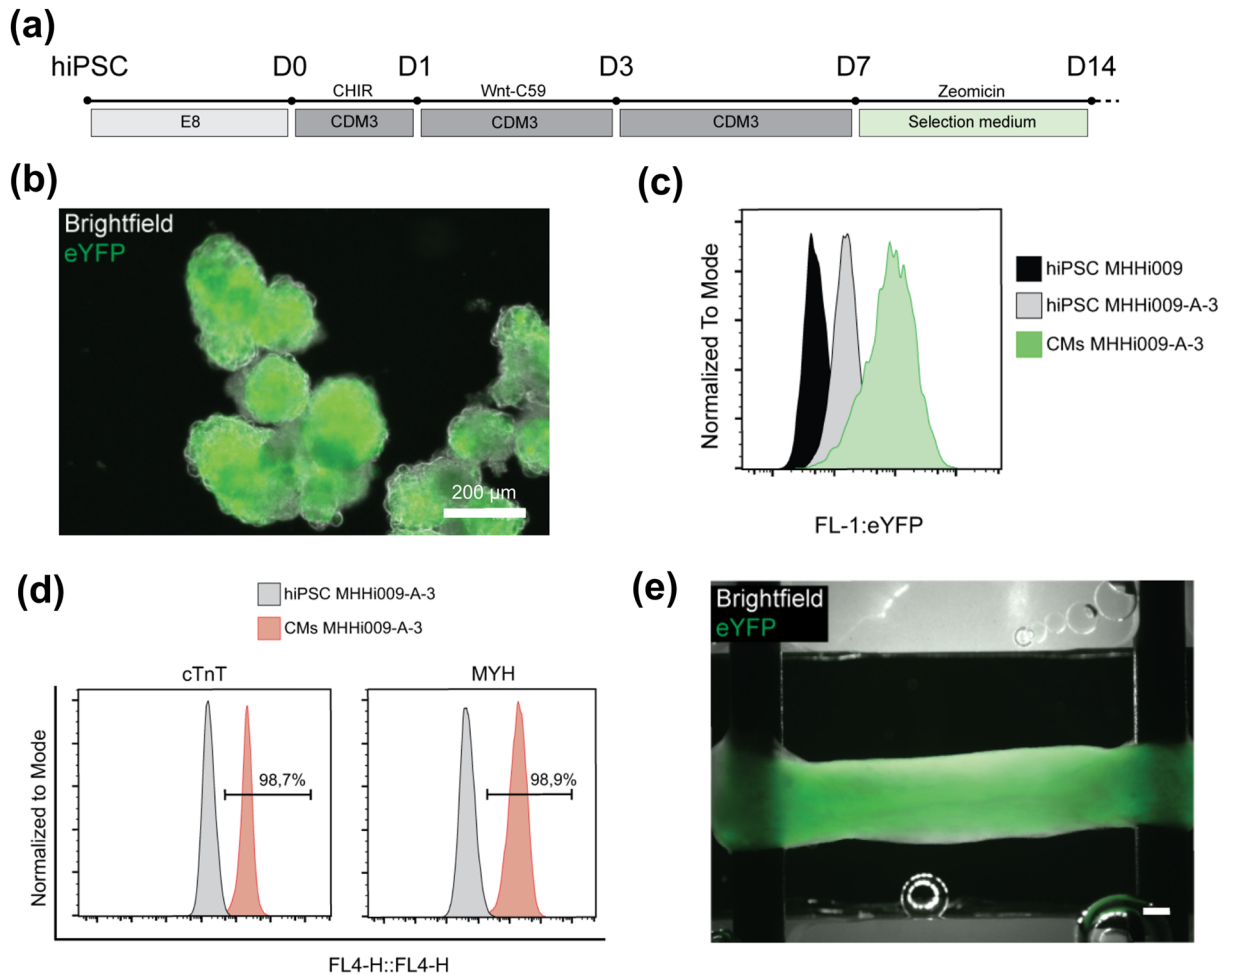 (a)
hiPSC D0 D1 D3 D7 D14
CHIR Wnt-C59 Zeomicin
E8 CDM3 CDM3 CDM3 Selection medium
(b)
Brightfield
eYFP
200 µm
(c)
Normalized To Mode
FL-1:eYFP
hiPSC MHHi009
hiPSC MHHi009-A-3
CMs MHHi009-A-3
(d)
hiPSC MHHi009-A-3
CMs MHHi009-A-3
cTnT MYH
Normalized to Mode
98,7% 98,9%
FL4-H::FL4-H
(e)
Brightfield
eYFP